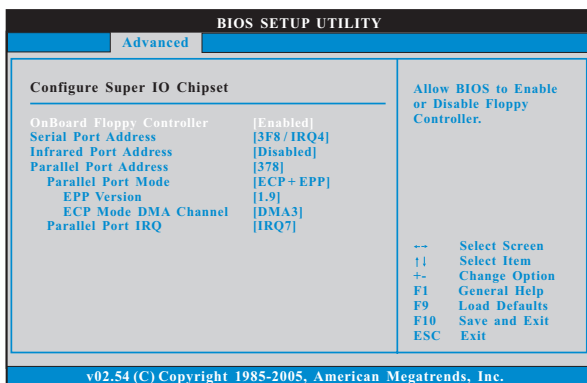 BIOS SETUP UTILITY
Advanced
Configure Super IO Chipset
OnBoard Floppy Controller [Enabled]
Serial Port Address [3F8 / IRQ4]
Infrared Port Address [Disabled]
Parallel Port Address [378]
Parallel Port Mode [ECP + EPP]
EPP Version [1.9]
ECP Mode DMA Channel [DMA3]
Parallel Port IRQ [IRQ7]
Allow BIOS to Enable
or Disable Floppy
Controller.
←→ Select Screen
↑↓ Select Item
+- Change Option
F1 General Help
F9 Load Defaults
F10 Save and Exit
ESC Exit
v02.54 (C) Copyright 1985-2005, American Megatrends, Inc.